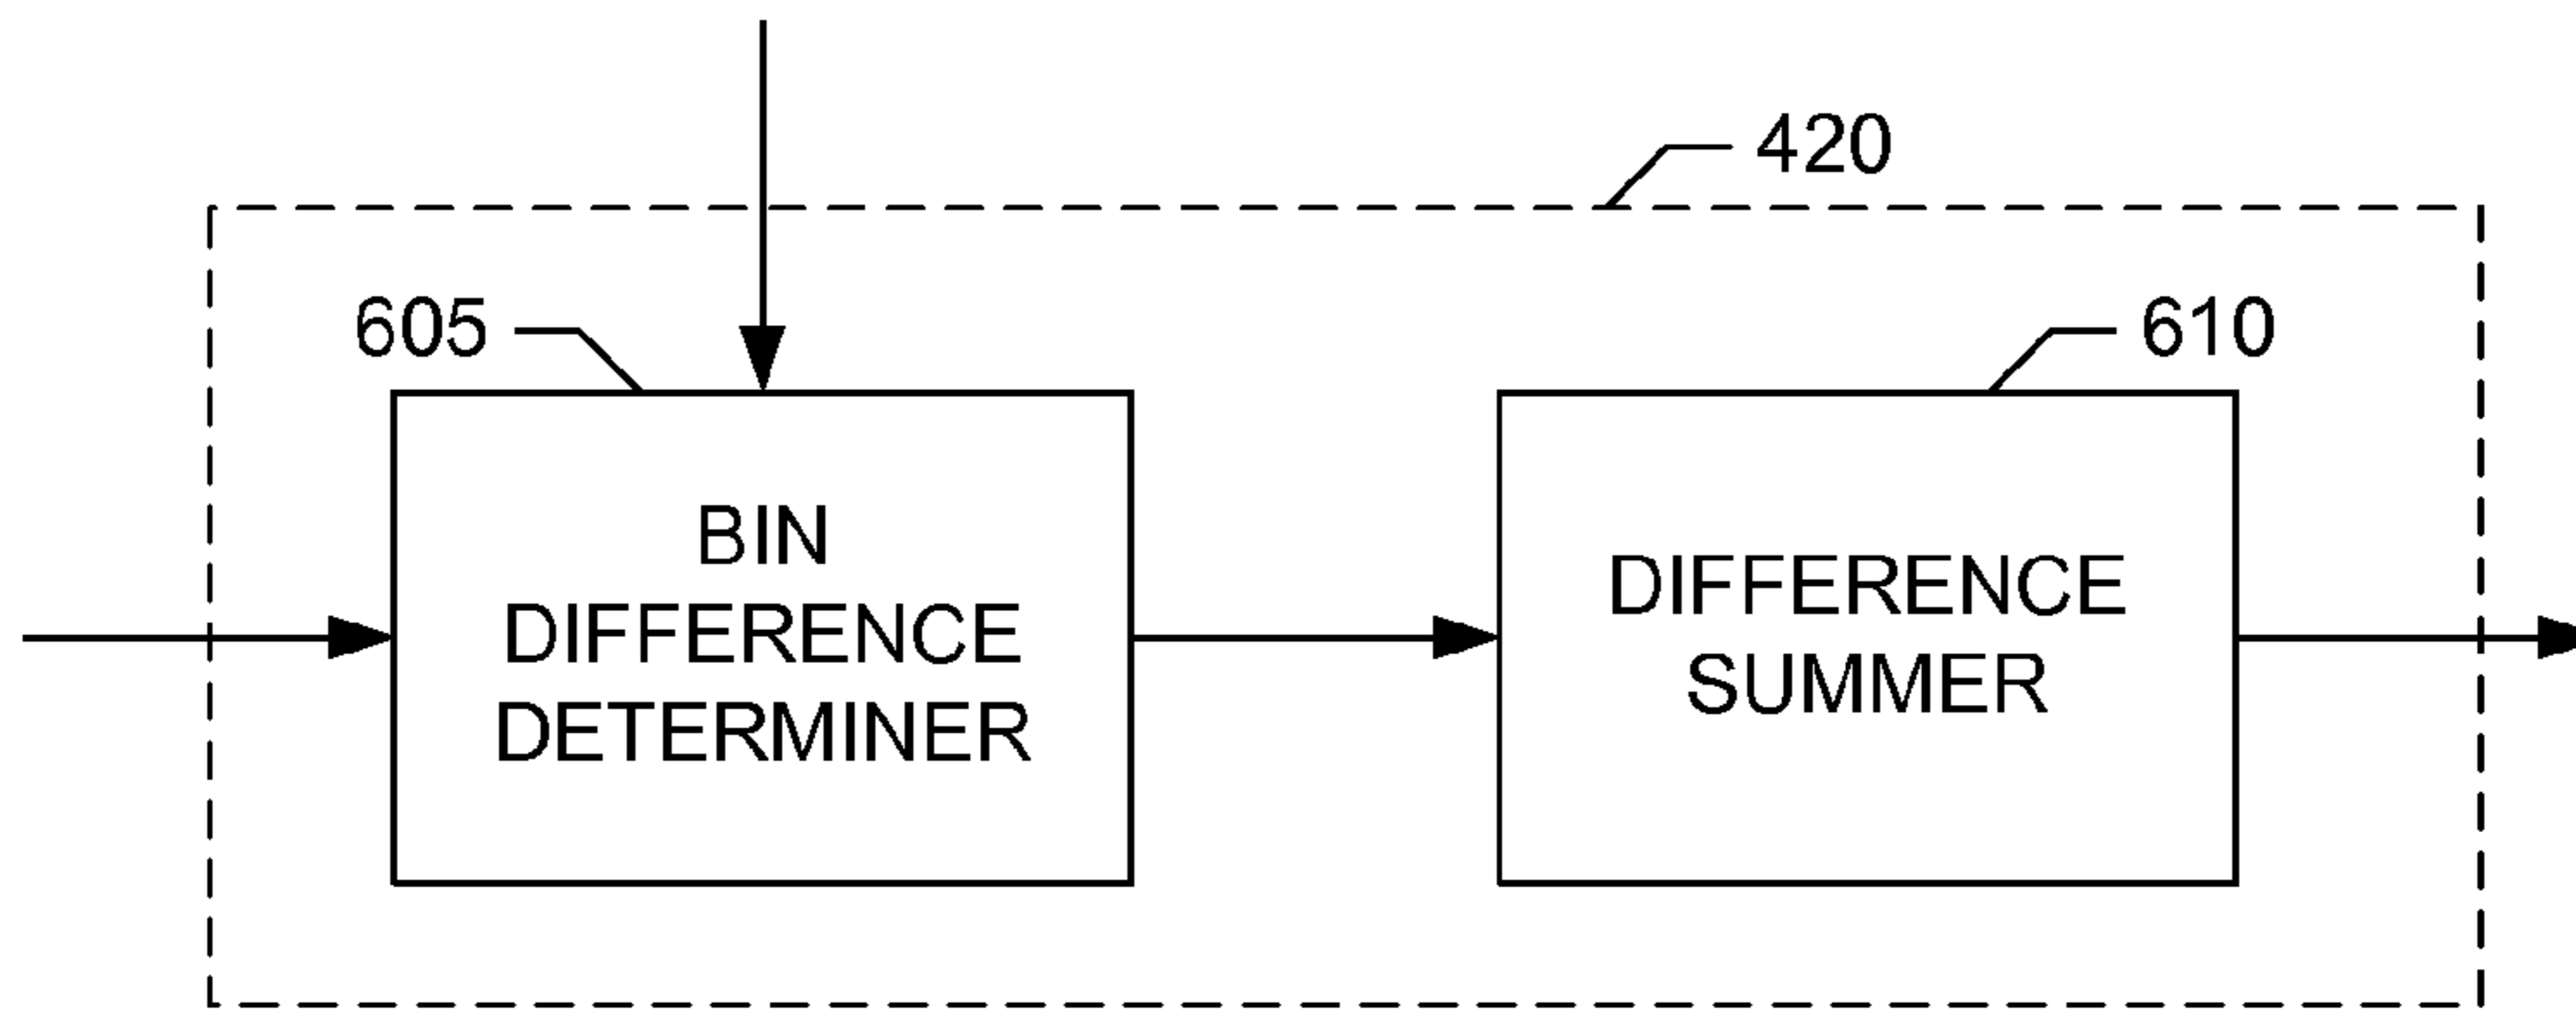 420
605
610
BIN
DIFFERENCE
DETERMINER
DIFFERENCE
SUMMER